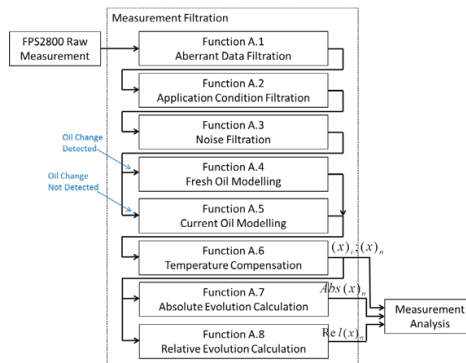 Measurement Filtration
FPS2800 Raw
Measurement
Function A.1
Aberrant Data Filtration
Function A.2
Application Condition Filtration
Function A.3
Noise Filtration
Oil Change
Detected
Function A.4
Fresh Oil Modelling
Oil Change
Not Detected
Function A.5
Current Oil Modelling
Function A.6
Temperature Compensation
(x)i;(x)n
Function A.7
Absolute Evolution Calculation
Abs(x)n
Measurement
Analysis
Function A.8
Relative Evolution Calculation
Rel(x)n